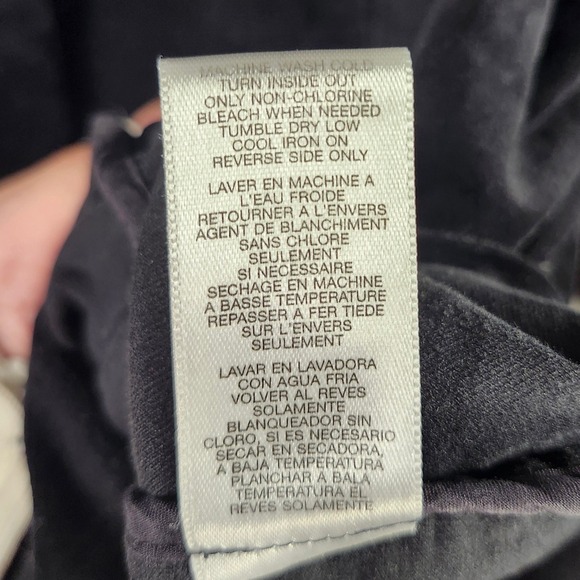 MACHINE WASH COLD
TURN INSIDE OUT
ONLY NON-CHLORINE
BLEACH WHEN NEEDED
TUMBLE DRY LOW
COOL IRON ON
REVERSE SIDE ONLY
LAVER EN MACHINE A
L'EAU FROIDE
RETOURNER A L'ENVERS
AGENT DE BLANCHIMENT
SANS CHLORE
SEULEMENT
SI NECESSAIRE
SECHAGE EN MACHINE
A BASSE TEMPERATURE
REPASSER A FER TIEDE
SUR L'ENVERS
SEULEMENT
LAVAR EN LAVADORA
CON AGUA FRIA
VOLVER AL REVES
SOLAMENTE
BLANQUEADOR SIN
CLORO, SI ES NECESARIO
SECAR EN SECADORA,
A BAJA TEMPERATURA
PLANCHAR A BALA
TEMPERATURA EL
REVES SOLAMENTE